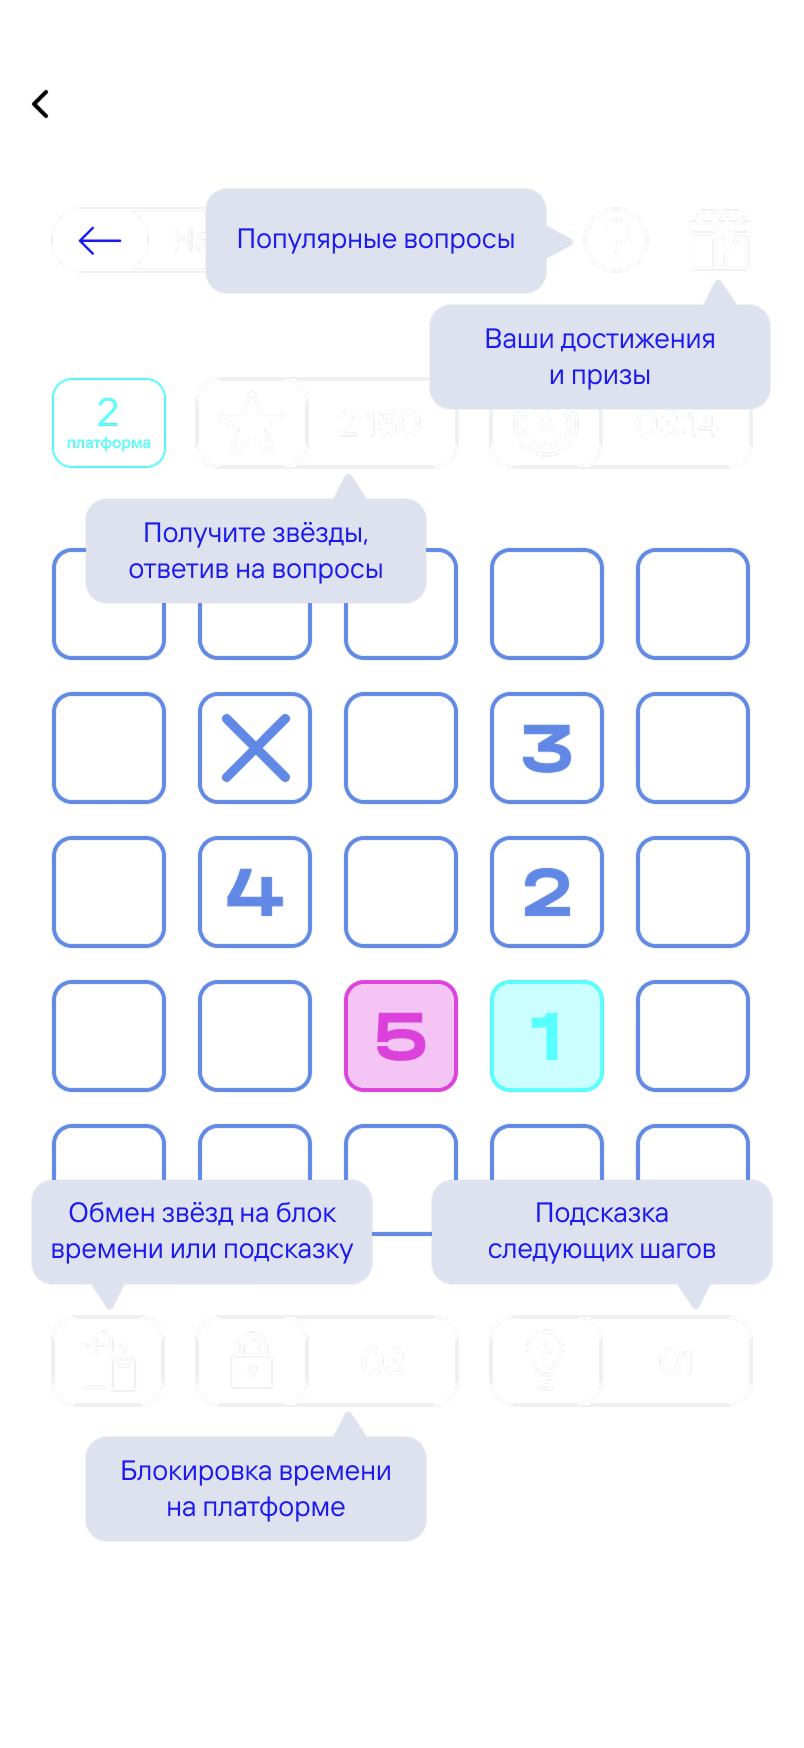 На
Популярные вопросы
Ваши достижения
и призы
2
платформа
2 150
03:14
Получите звёзды,
ответив на вопросы
3
4
2
5
1
Обмен звёзд на блок
времени или подсказку
Подсказка
следующих шагов
03
01
Блокировка времени
на платформе